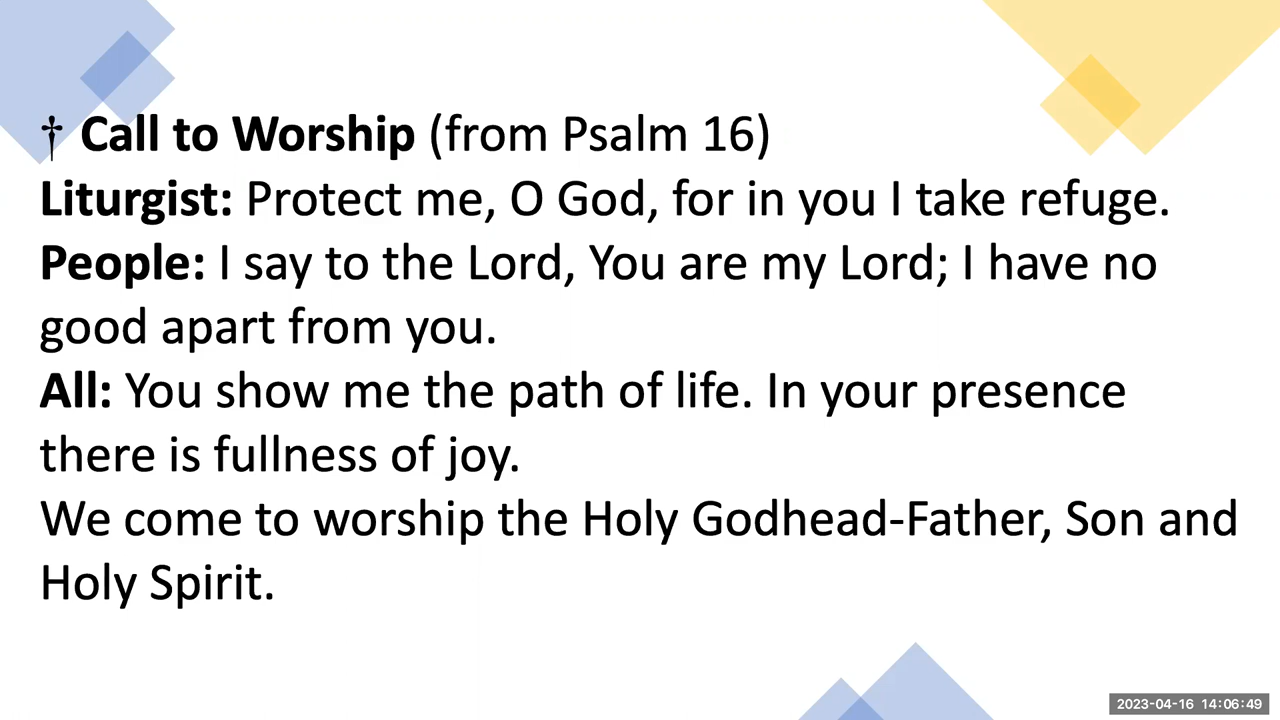 † Call to Worship (from Psalm 16)
Liturgist: Protect me, O God, for in you I take refuge.
People: I say to the Lord, You are my Lord; I have no
good apart from you.
All: You show me the path of life. In your presence
there is fullness of joy.
We come to worship the Holy Godhead-Father, Son and
Holy Spirit.
2023-04-16 14:06:49